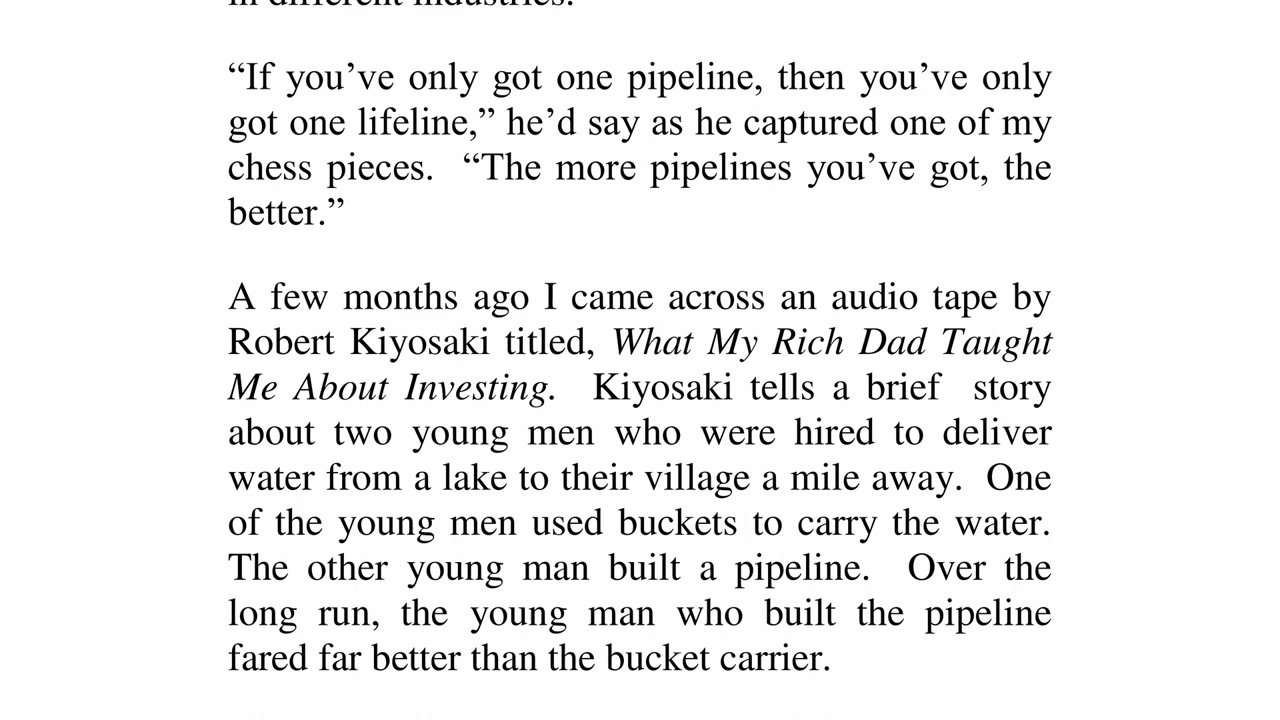 in different industries.
“If you’ve only got one pipeline, then you’ve only
got one lifeline,” he’d say as he captured one of my
chess pieces.  “The more pipelines you’ve got, the
better.”
A few months ago I came across an audio tape by
Robert Kiyosaki titled, What My Rich Dad Taught
Me About Investing.  Kiyosaki tells a brief  story
about two young men who were hired to deliver
water from a lake to their village a mile away.  One
of the young men used buckets to carry the water.
The other young man built a pipeline.  Over the
long run, the young man who built the pipeline
fared far better than the bucket carrier.